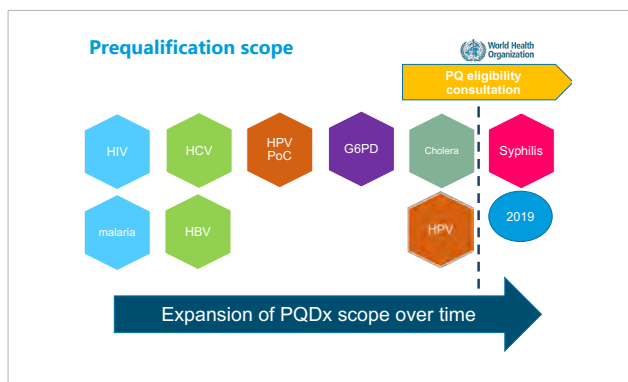 Prequalification scope
World Health
Organization
PQ eligibility
consultation
HIV
HCV
HPV
PoC
G6PD
Cholera
Syphilis
malaria
HBV
HPV
2019
Expansion of PQDx scope over time